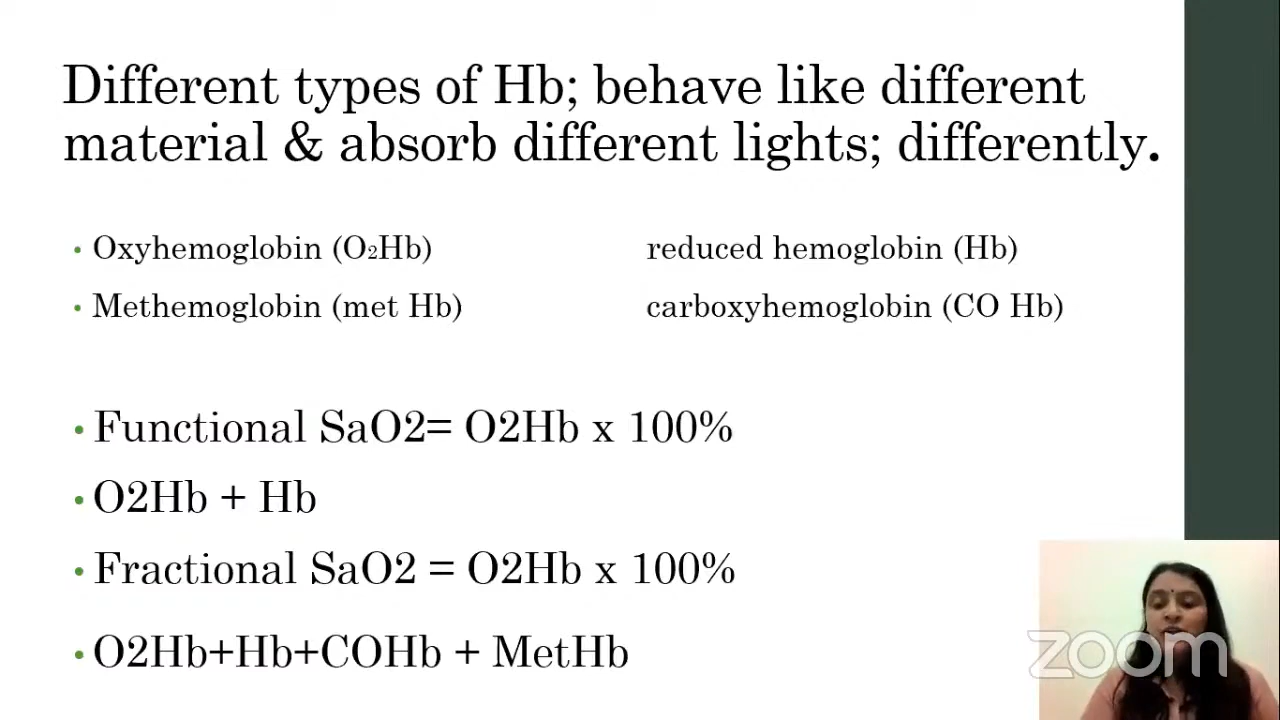 Different types of Hb; behave like different
material & absorb different lights; differently.
• Oxyhemoglobin (O₂Hb) reduced hemoglobin (Hb)
• Methemoglobin (met Hb) carboxyhemoglobin (CO Hb)
• Functional SaO2= O2Hb x 100%
• O2Hb + Hb
• Fractional SaO2 = O2Hb x 100%
• O2Hb+Hb+COHb + MetHb
zoom